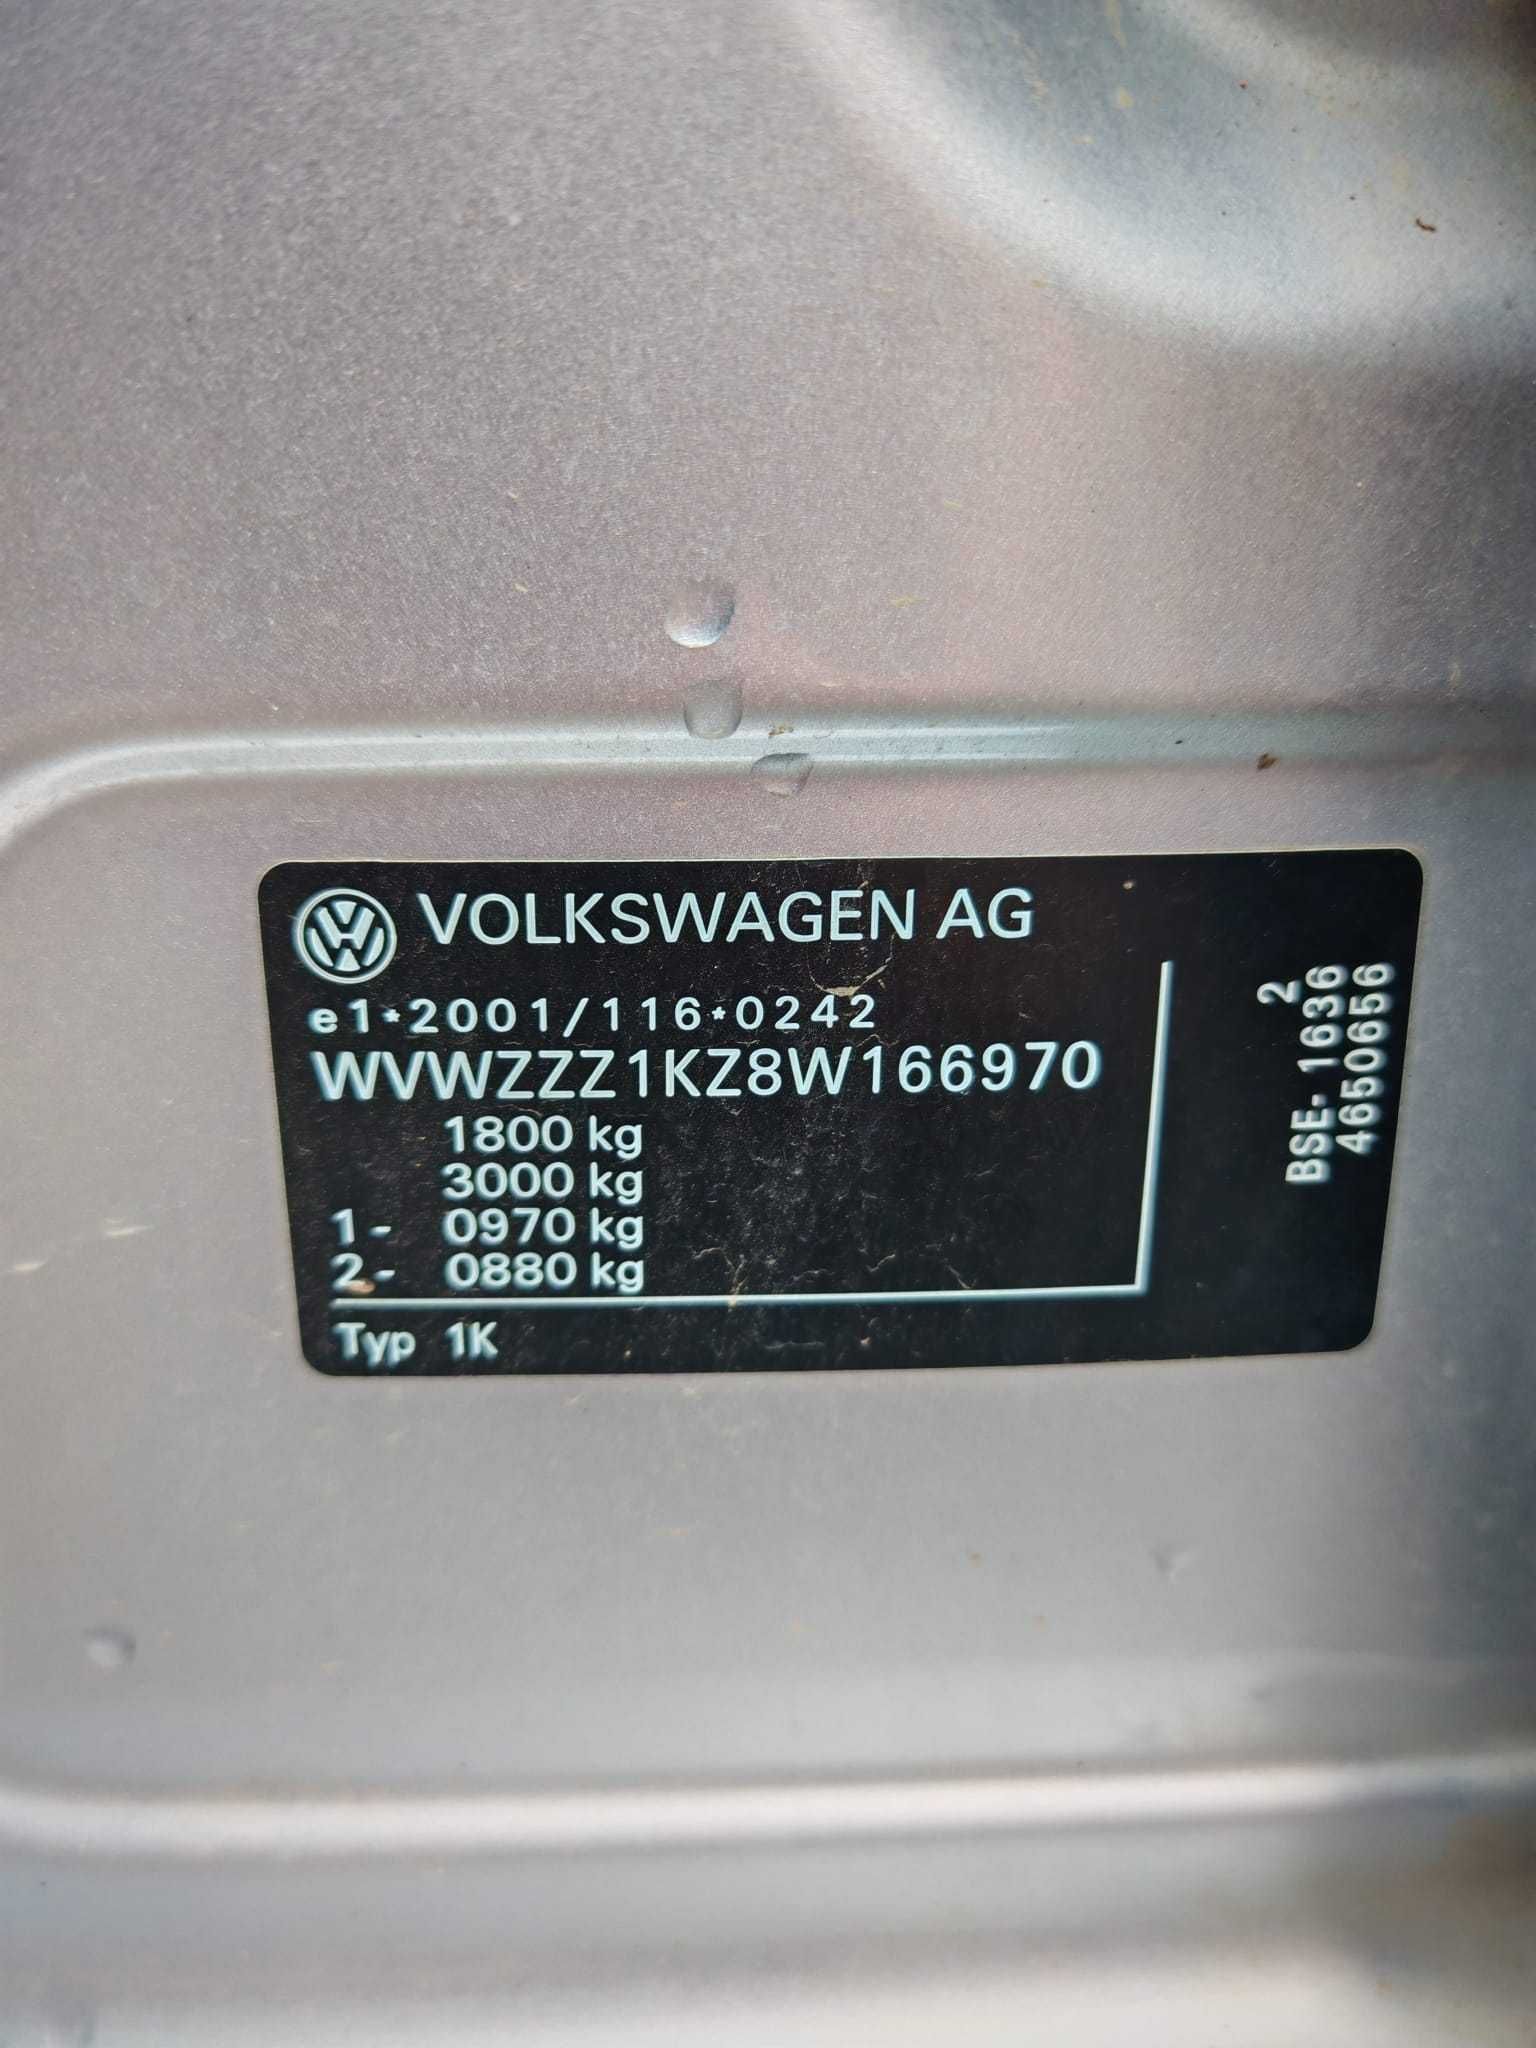 VOLKSWAGEN AG
e1*2001/116*0242
WVWZZZ1KZ8W166970
1800 kg
3000 kg
1- 0970 kg
2- 0880 kg
Typ 1K
2
BSE- 1636
4650656